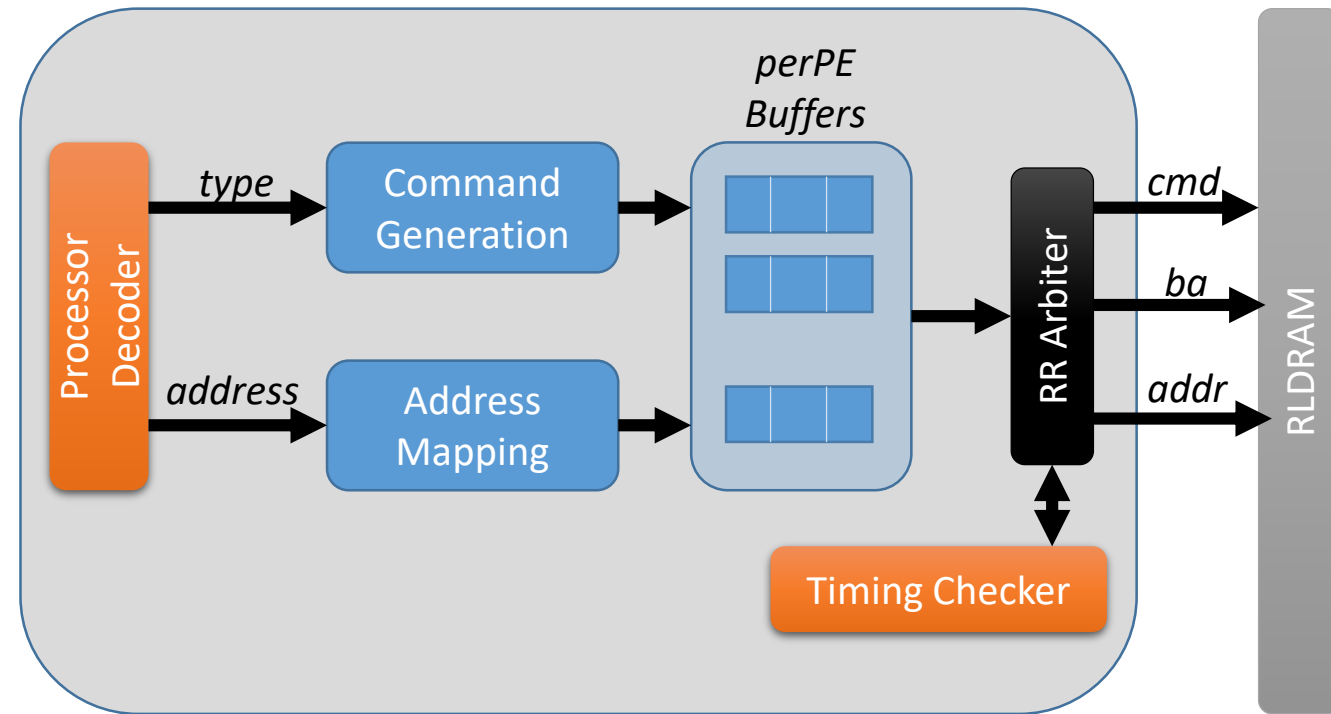 perPE
Buffers
Processor
Decoder
type
Command
Generation
address
Address
Mapping
RR Arbiter
cmd
ba
addr
RLDRAM
Timing Checker